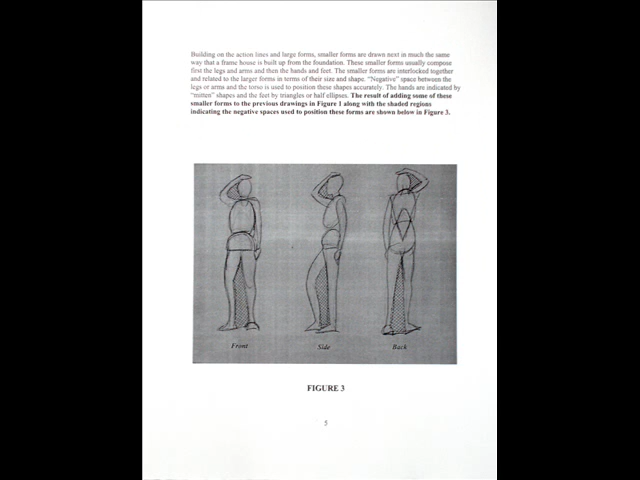 Building on the action lines and large forms, smaller forms are drawn next in much the same
way that a frame house is built up from the foundation. These smaller forms usually compose
first the legs and arms and then the hands and feet. The smaller forms are interlocked together
and related to the larger forms in terms of their size and shape. “Negative” space between the
legs or arms and the torso is used to position these shapes accurately. The hands are indicated by
“mitten” shapes and the feet by triangles or half ellipses. The result of adding some of these
smaller forms to the previous drawings in Figure 1 along with the shaded regions
indicating the negative spaces used to position these forms are shown below in Figure 3.
Front Side Back
FIGURE 3
5